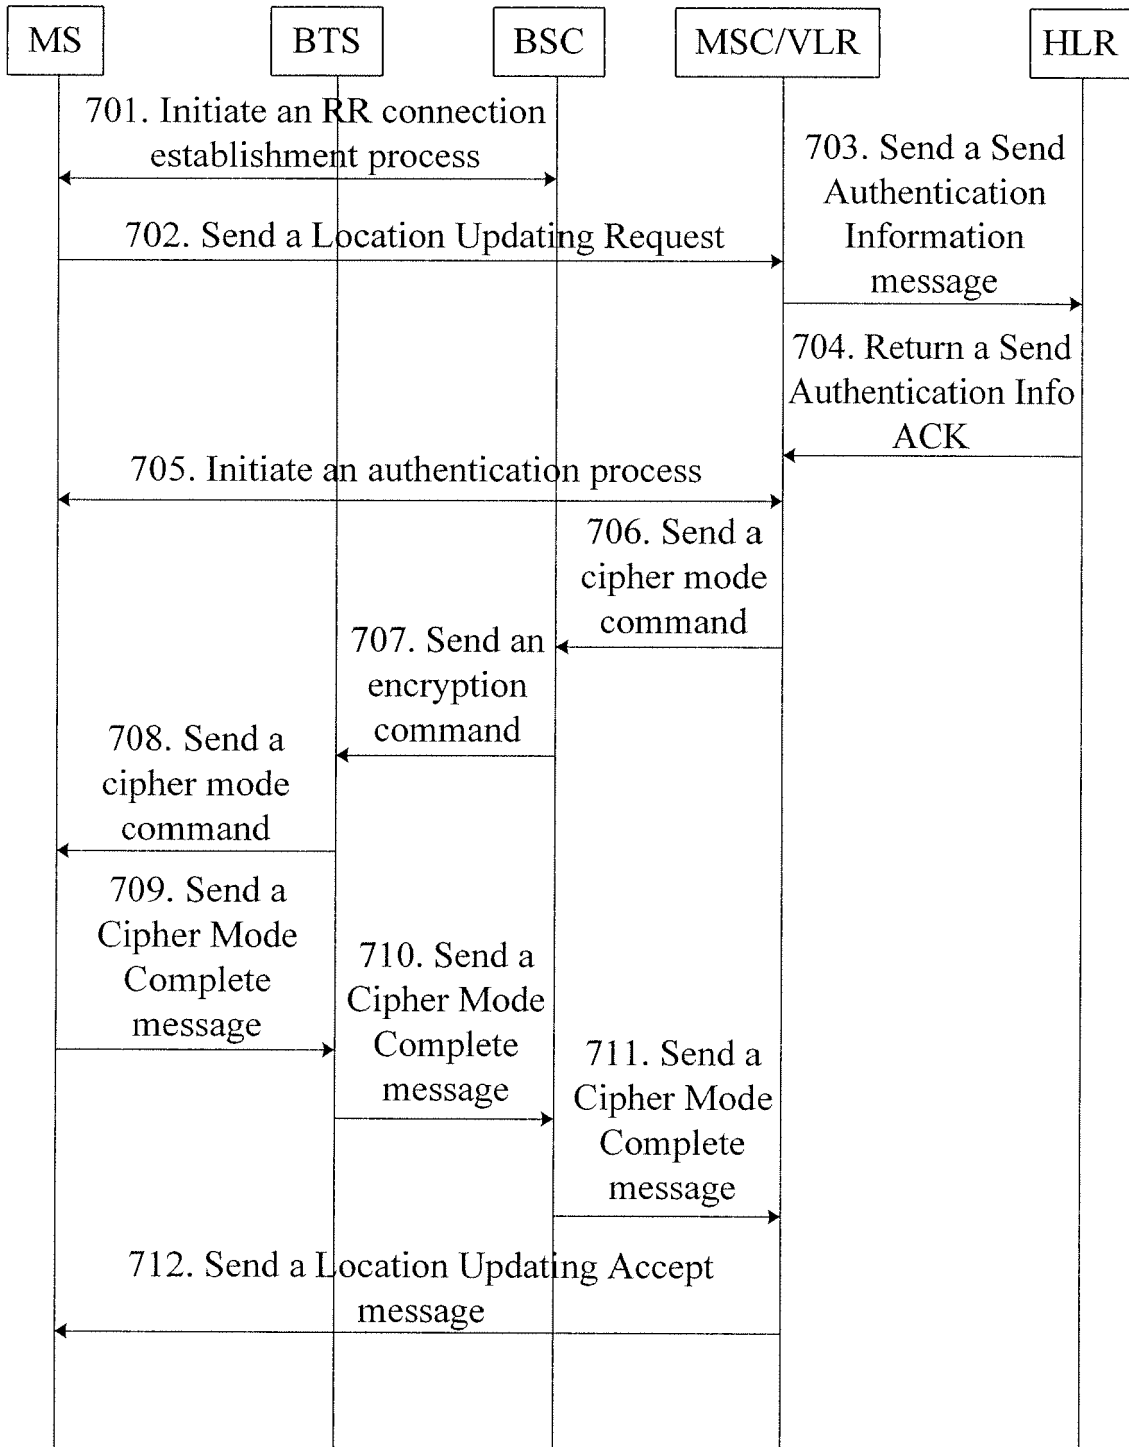 MS
BTS
BSC
MSC/VLR
HLR
701. Initiate an RR connection
establishment process
703. Send a Send
Authentication
Information
message
702. Send a Location Updating Request
704. Return a Send
Authentication Info
ACK
705. Initiate an authentication process
706. Send a
cipher mode
command
707. Send an
encryption
command
708. Send a
cipher mode
command
709. Send a
Cipher Mode
Complete
message
710. Send a
Cipher Mode
Complete
message
711. Send a
Cipher Mode
Complete
message
712. Send a Location Updating Accept
message